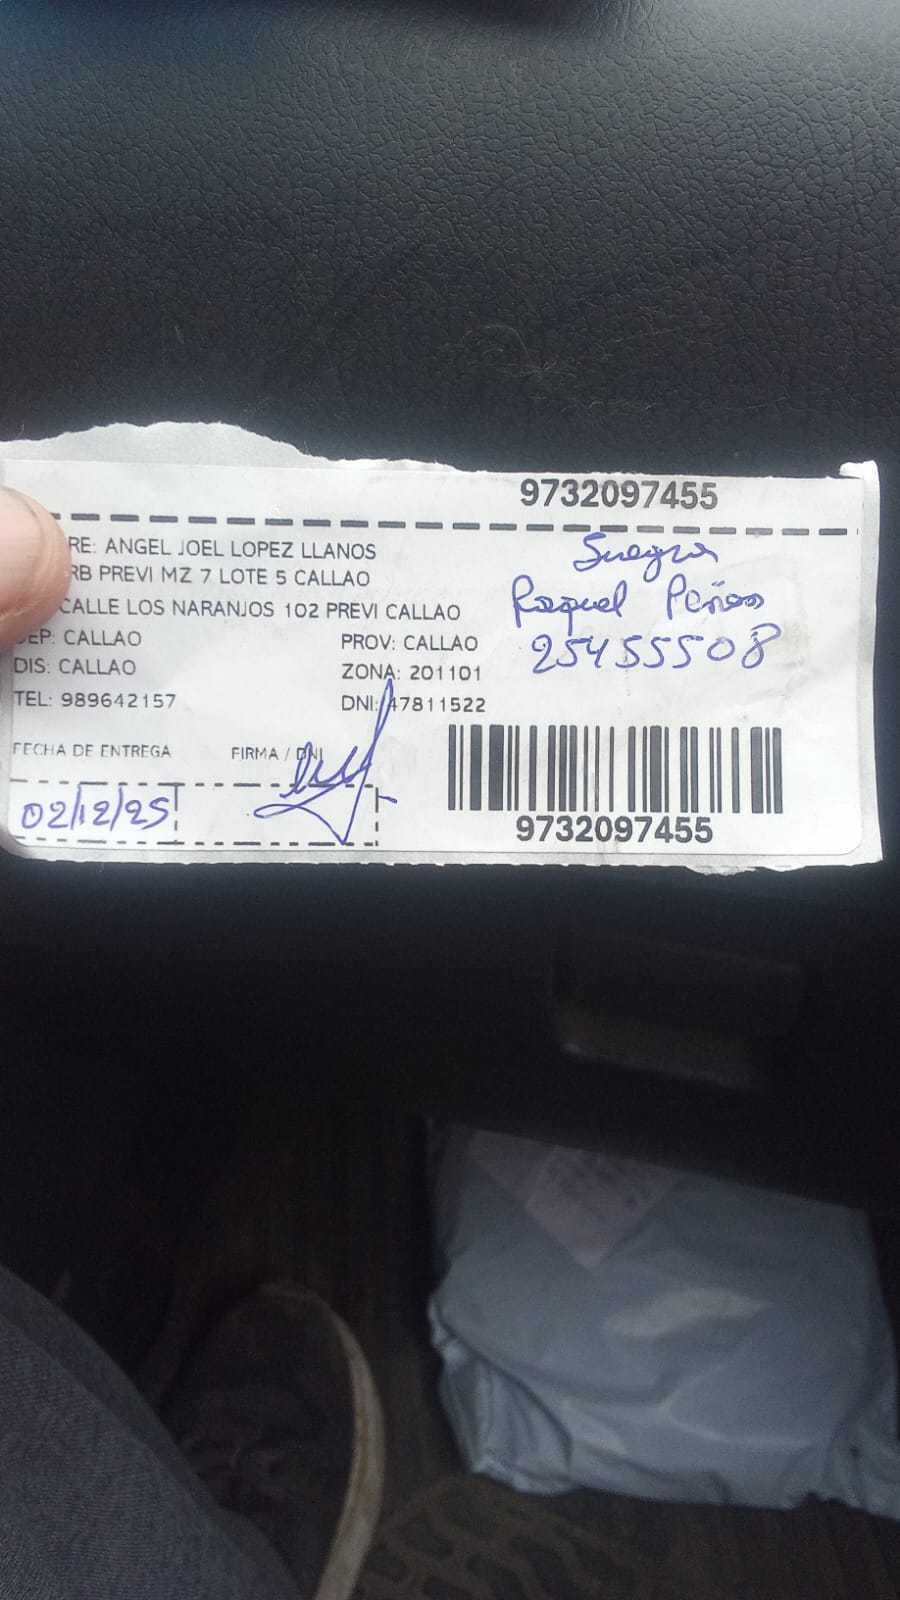 9732097455
RE: ANGEL JOEL LOPEZ LLANOS
RB PREVI MZ 7 LOTE 5 CALLAO
CALLE LOS NARANJOS 102 PREVI CALLAO
DEP: CALLAO PROV: CALLAO
DIS: CALLAO ZONA: 201101
TEL: 989642157 DNI: 47811522
Suegra
Raquel Peñas
25455508
FECHA DE ENTREGA FIRMA / DNI
02/12/25
9732097455